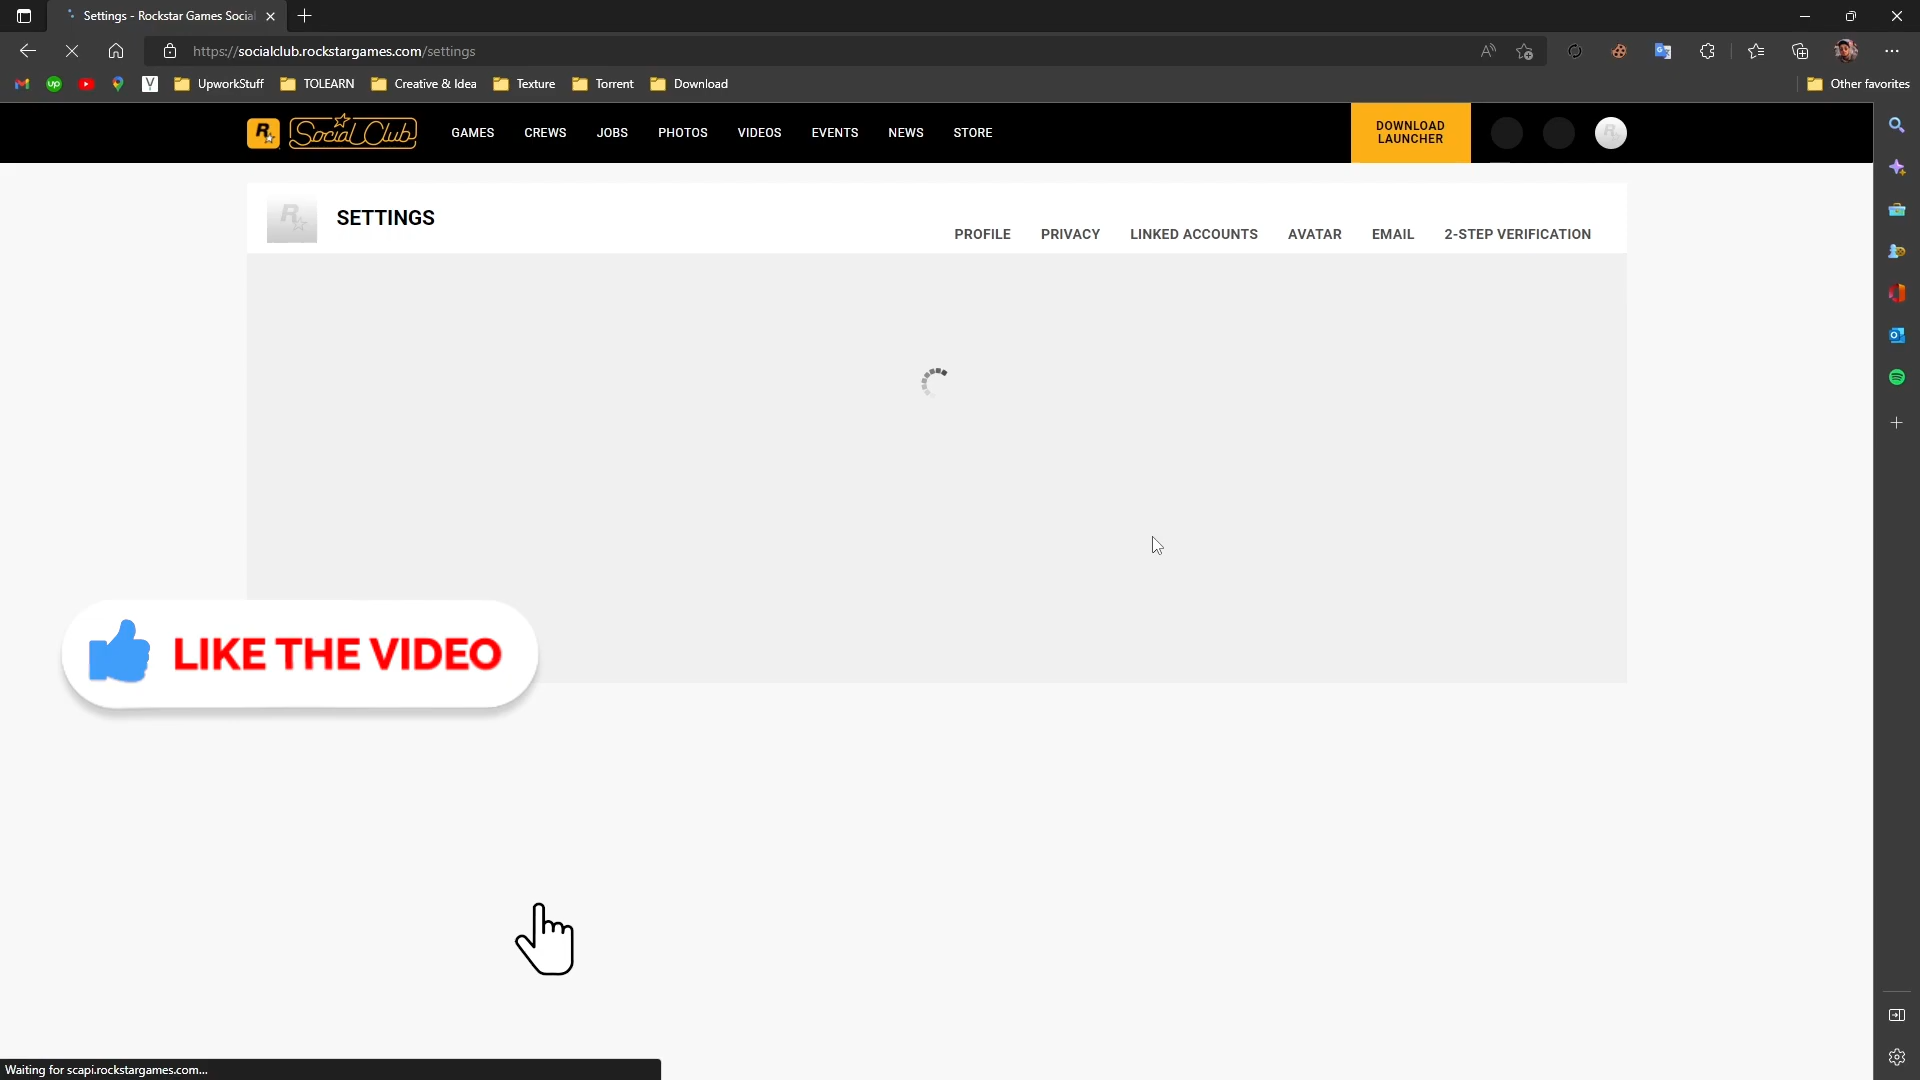 Settings - Rockstar Games Social
https://socialclub.rockstargames.com/settings
UpworkStuff
TOLEARN
Creative & Idea
Texture
Torrent
Download
Other favorites
R
Social Club
GAMES
CREWS
JOBS
PHOTOS
VIDEOS
EVENTS
NEWS
STORE
DOWNLOAD
LAUNCHER
SETTINGS
PROFILE
PRIVACY
LINKED ACCOUNTS
AVATAR
EMAIL
2-STEP VERIFICATION
LIKE THE VIDEO
Waiting for scapi.rockstargames.com...